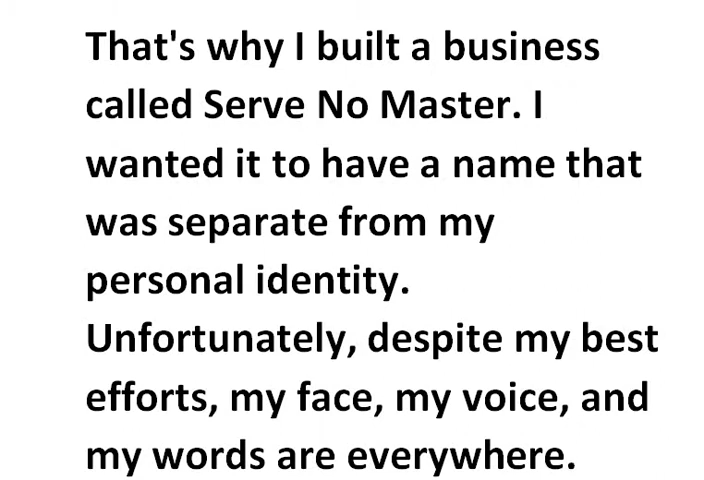 That's why I built a business
called Serve No Master. I
wanted it to have a name that
was separate from my
personal identity.
Unfortunately, despite my best
efforts, my face, my voice, and
my words are everywhere.